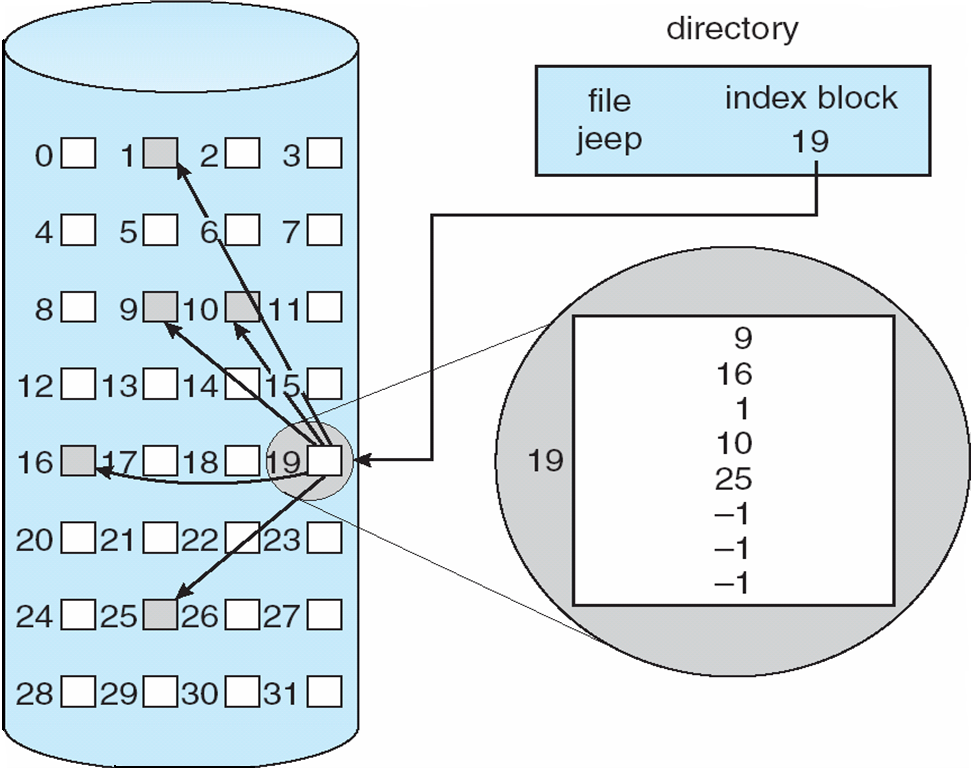 directory
file index block
jeep 19
0 1 2 3
4 5 6 7
8 9 10 11
12 13 14 15
16 17 18 19
20 21 22 23
24 25 26 27
28 29 30 31
19
9
16
1
10
25
–1
–1
–1